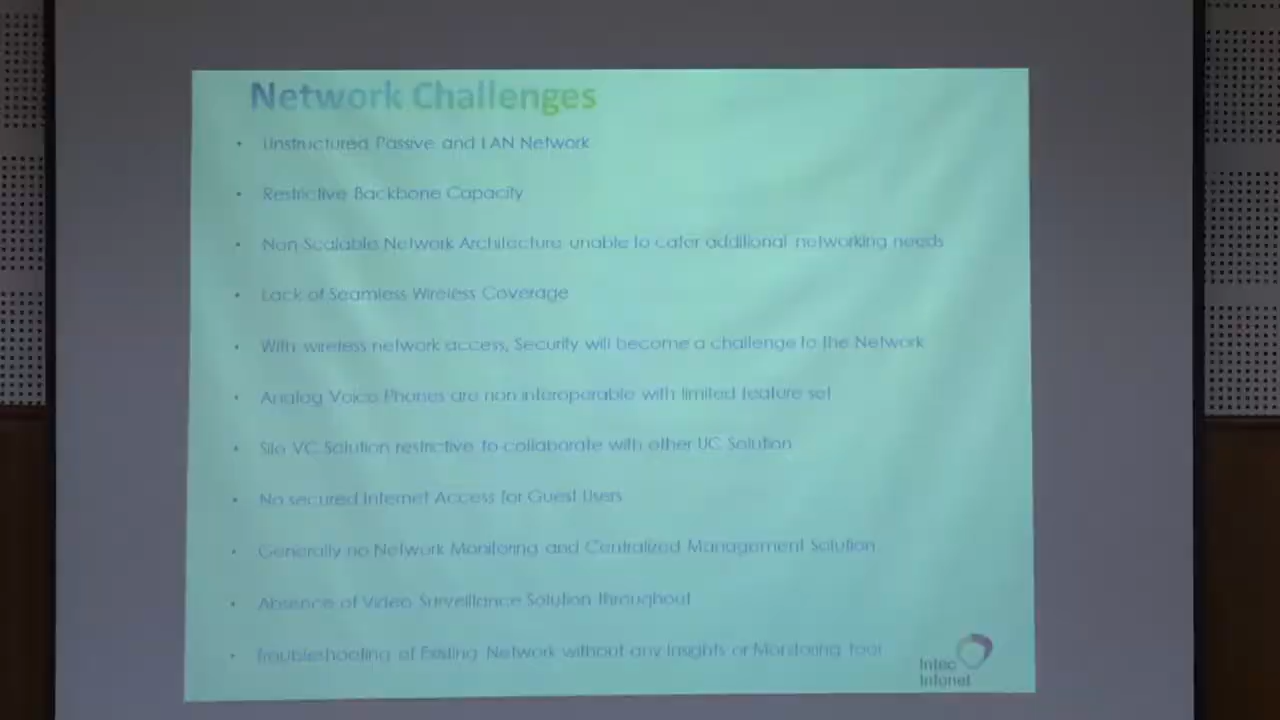 Network Challenges
• Unstructured Passive and LAN Network
• Restrictive Backbone Capacity
• Non Scalable Network Architecture unable to cater additional networking needs
• Lack of Seamless Wireless Coverage
• With wireless network access, Security will become a challenge to the Network
• Analog Voice Phones are non interoperable with limited feature set
• Silo VC Solution restrictive to collaborate with other UC Solution
• No secured Internet Access for Guest Users
• Generally no Network Monitoring and Centralized Management Solution
• Absence of Video Surveillance Solution throughout
• Troubleshooting of Existing Network without any Insights or Monitoring Tool
Intec
Infonet